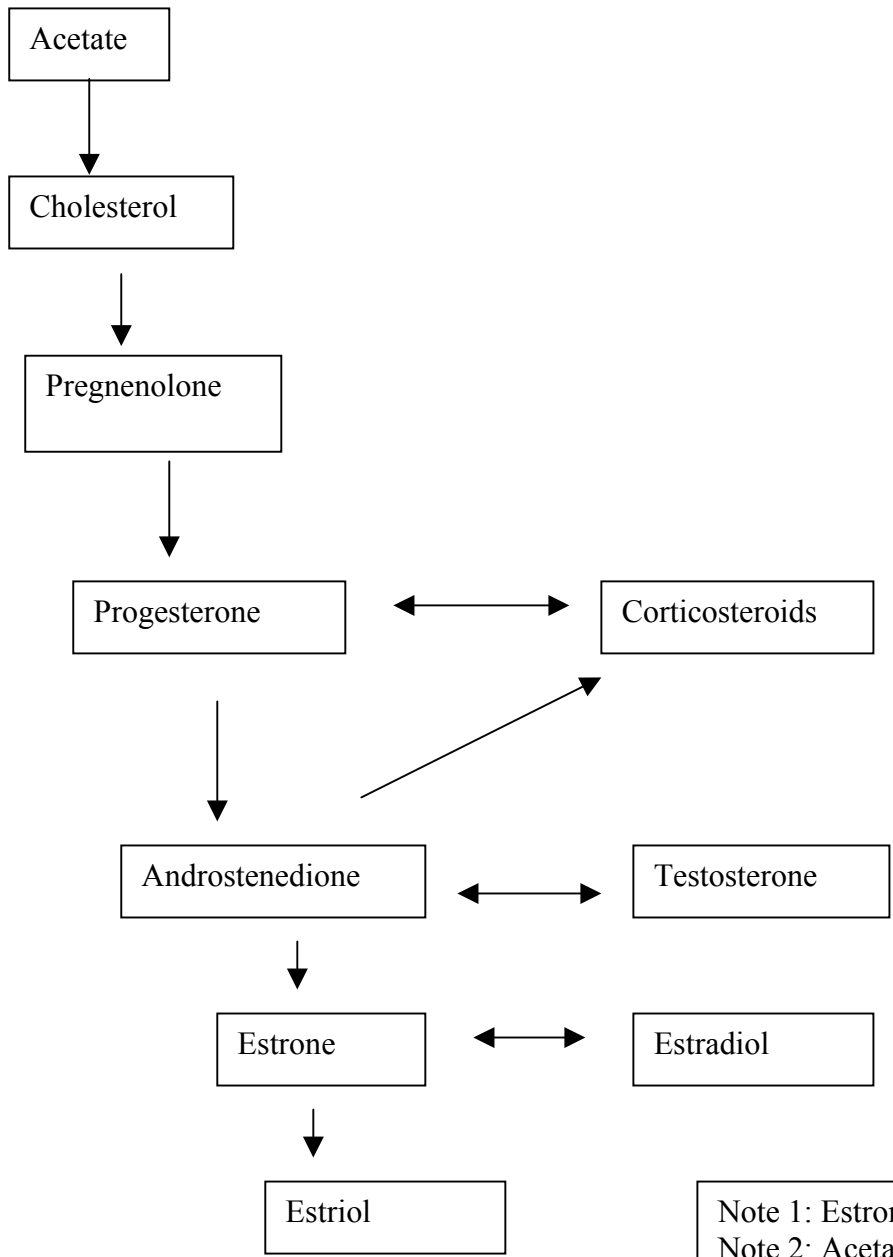 Acetate
Cholesterol
Pregnenolone
Progesterone
Corticosteroids
Androstenedione
Testosterone
Estrone
Estradiol
Estriol
Note 1:
Note 2: